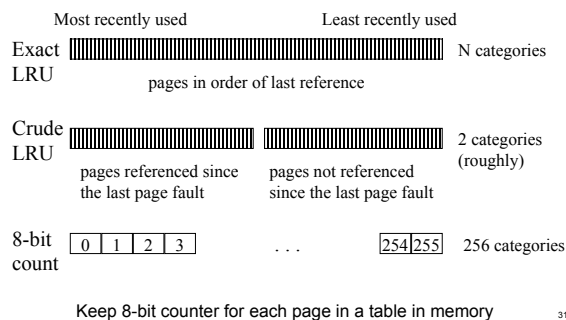 Most recently used Least recently used
Exact LRU N categories
pages in order of last reference
Crude LRU 2 categories (roughly)
pages referenced since the last page fault
pages not referenced since the last page fault
8-bit count 0 1 2 3 . . . 254 255 256 categories
Keep 8-bit counter for each page in a table in memory
31